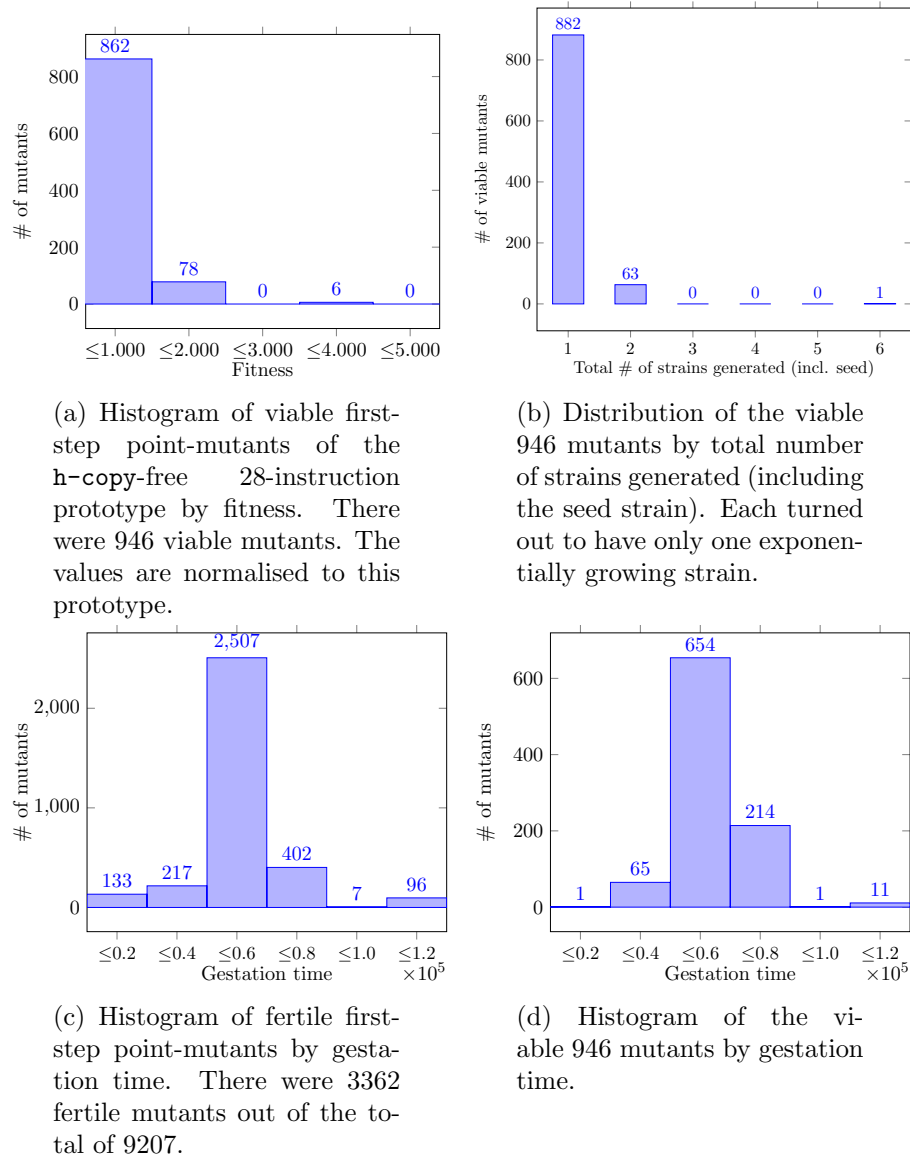 862
800
600
400
200
0
78
0
6
0
# of mutants
≤1.000 ≤2.000 ≤3.000 ≤4.000 ≤5.000
Fitness
(a) Histogram of viable first-
step point-mutants of the
h-copy-free 28-instruction
prototype by fitness. There
were 946 viable mutants. The
values are normalised to this
prototype.
882
800
600
400
200
0
63
0
0
0
1
# of viable mutants
1 2 3 4 5 6
Total # of strains generated (incl. seed)
(b) Distribution of the viable
946 mutants by total number
of strains generated (including
the seed strain). Each turned
out to have only one exponen-
tially growing strain.
2,507
2,000
1,000
0
133
217
402
7
96
# of mutants
≤0.2 ≤0.4 ≤0.6 ≤0.8 ≤1.0 ≤1.2
Gestation time
×10⁵
(c) Histogram of fertile first-
step point-mutants by gesta-
tion time. There were 3362
fertile mutants out of the to-
tal of 9207.
654
600
400
200
0
1
65
214
1
11
# of mutants
≤0.2 ≤0.4 ≤0.6 ≤0.8 ≤1.0 ≤1.2
Gestation time
×10⁵
(d) Histogram of the vi-
able 946 mutants by gestation
time.